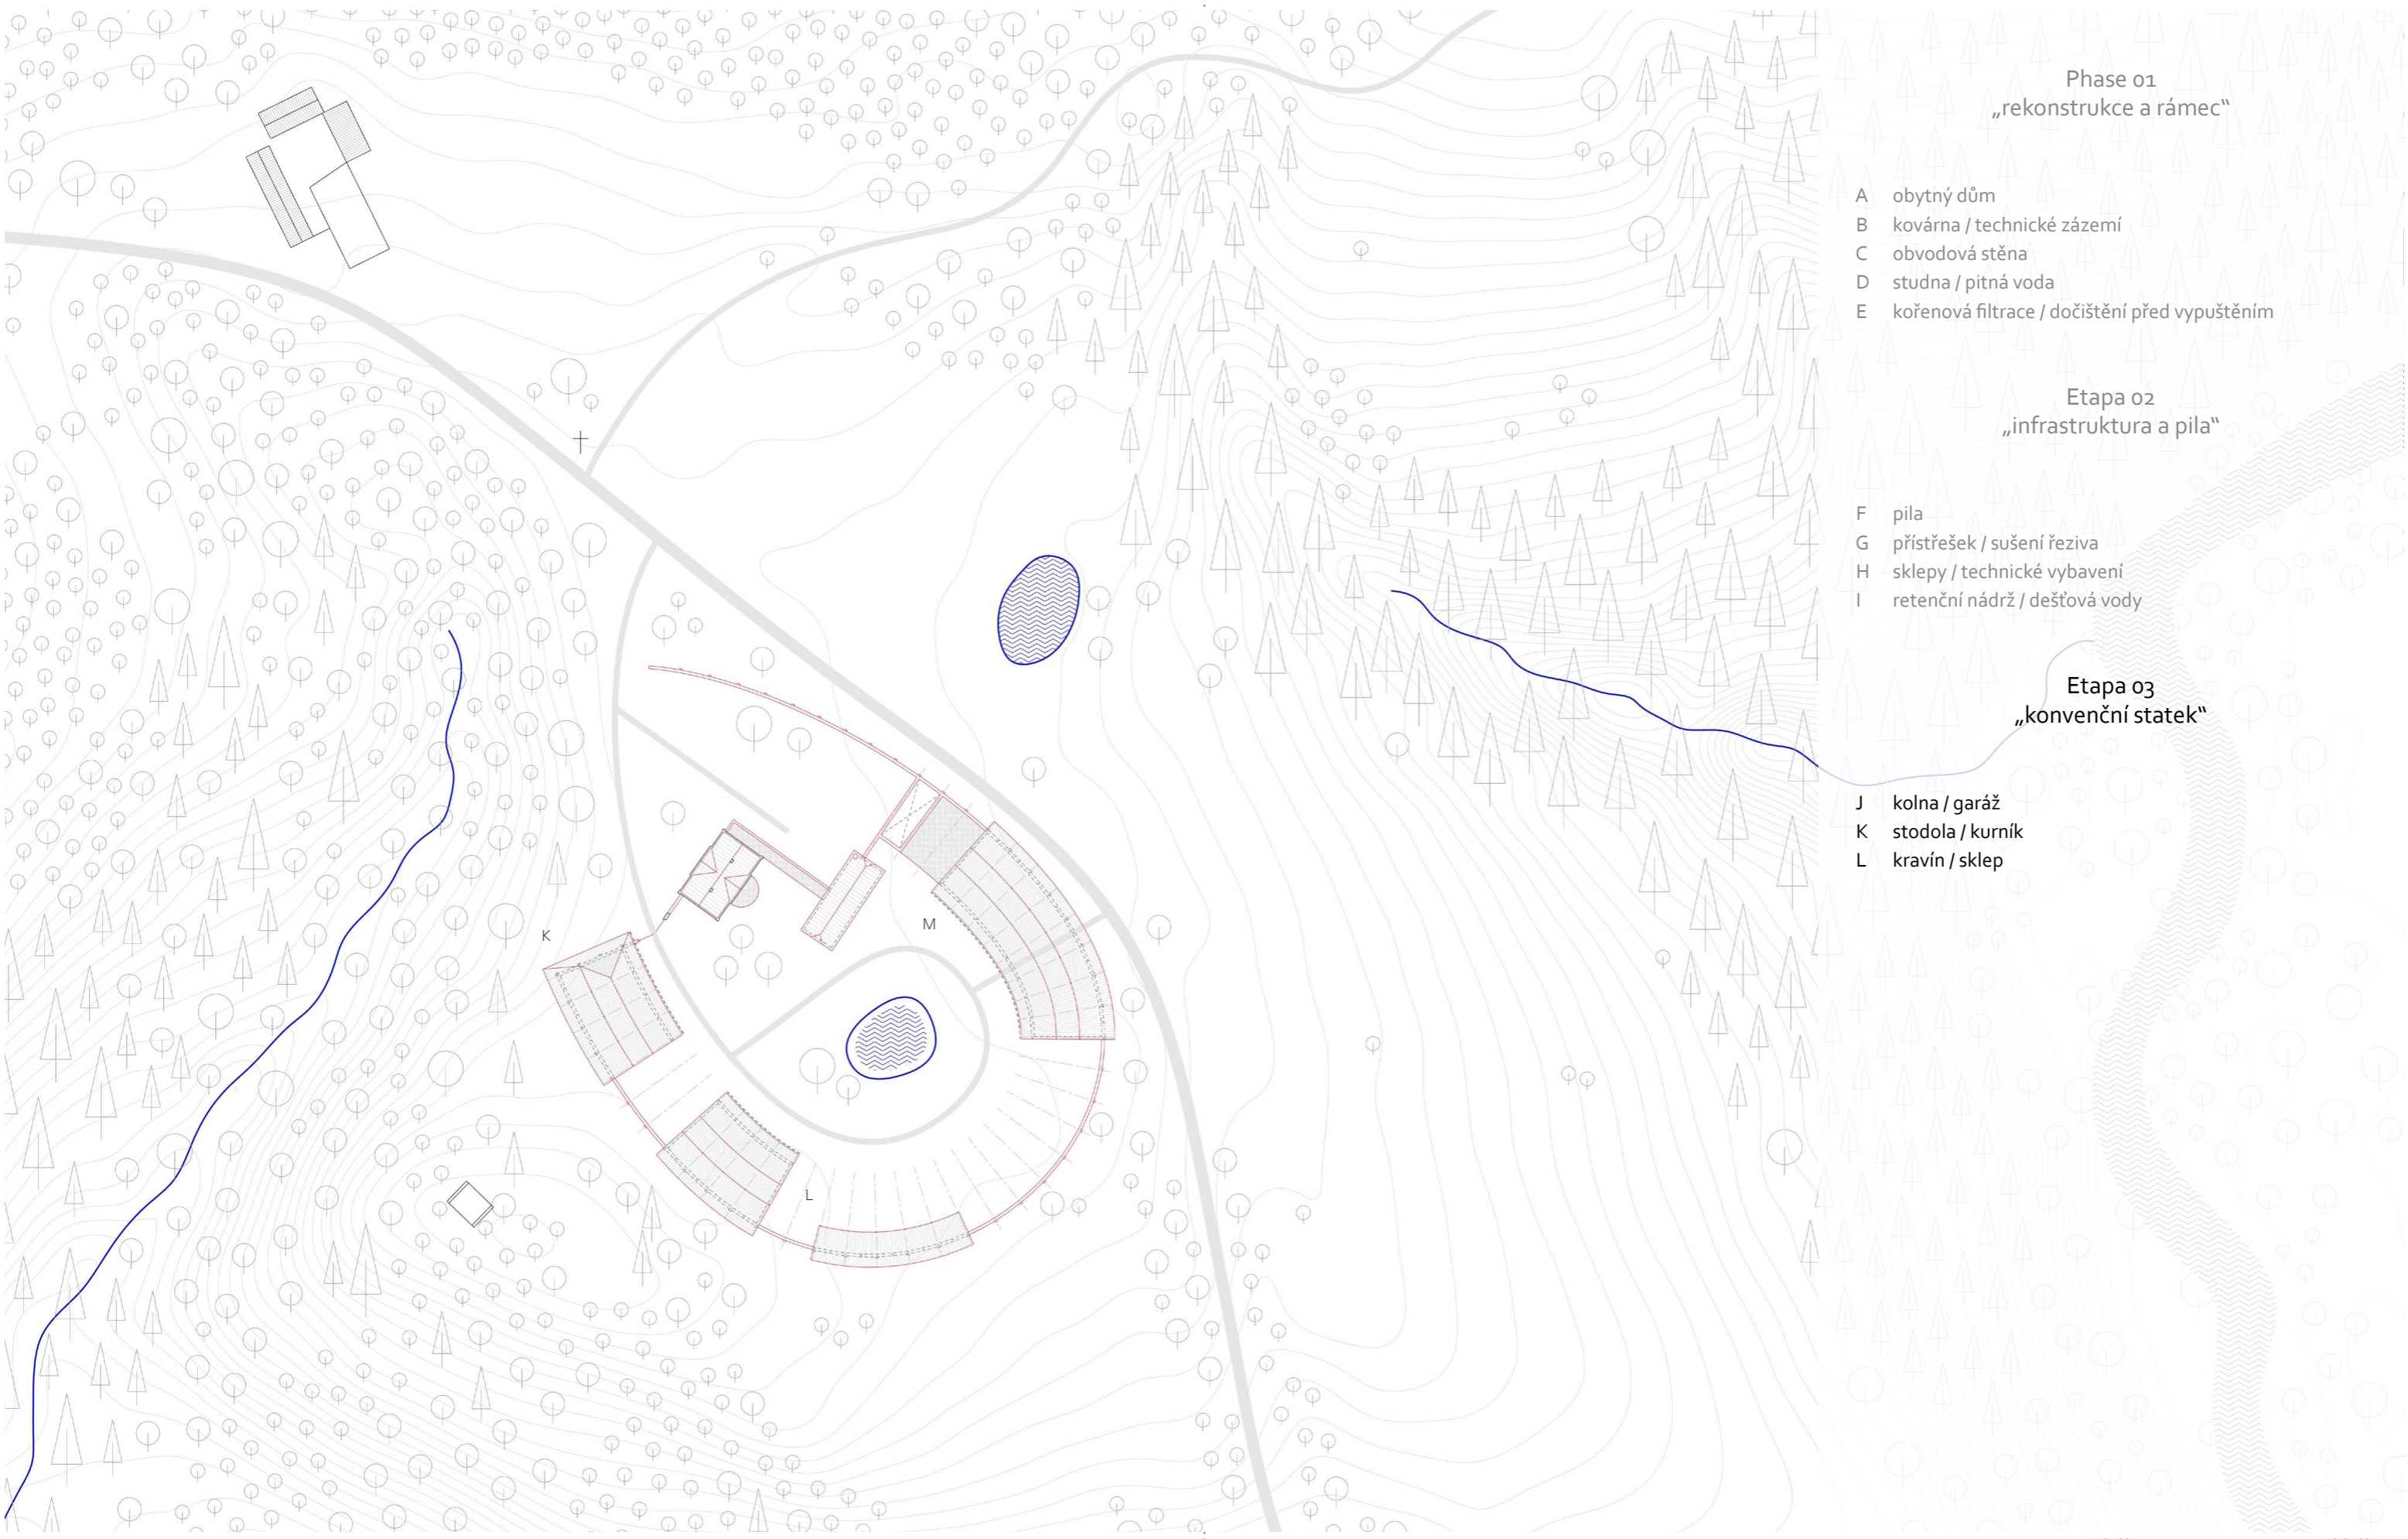 Phase 01
„rekonstrukce a rámec“
A obytný dům
B kovárna / technické zázemí
C obvodová stěna
D studna / pitná voda
E kořenová filtrace / dočištění před vypuštěním
Etapa 02
„infrastruktura a pila“
F pila
G přístřešek / sušení řeziva
H sklepy / technické vybavení
I retenční nádrž / dešťová vody
Etapa 03
„konvenční statek“
J kolna / garáž
K stodola / kurník
L kravín / sklep
K
M
L